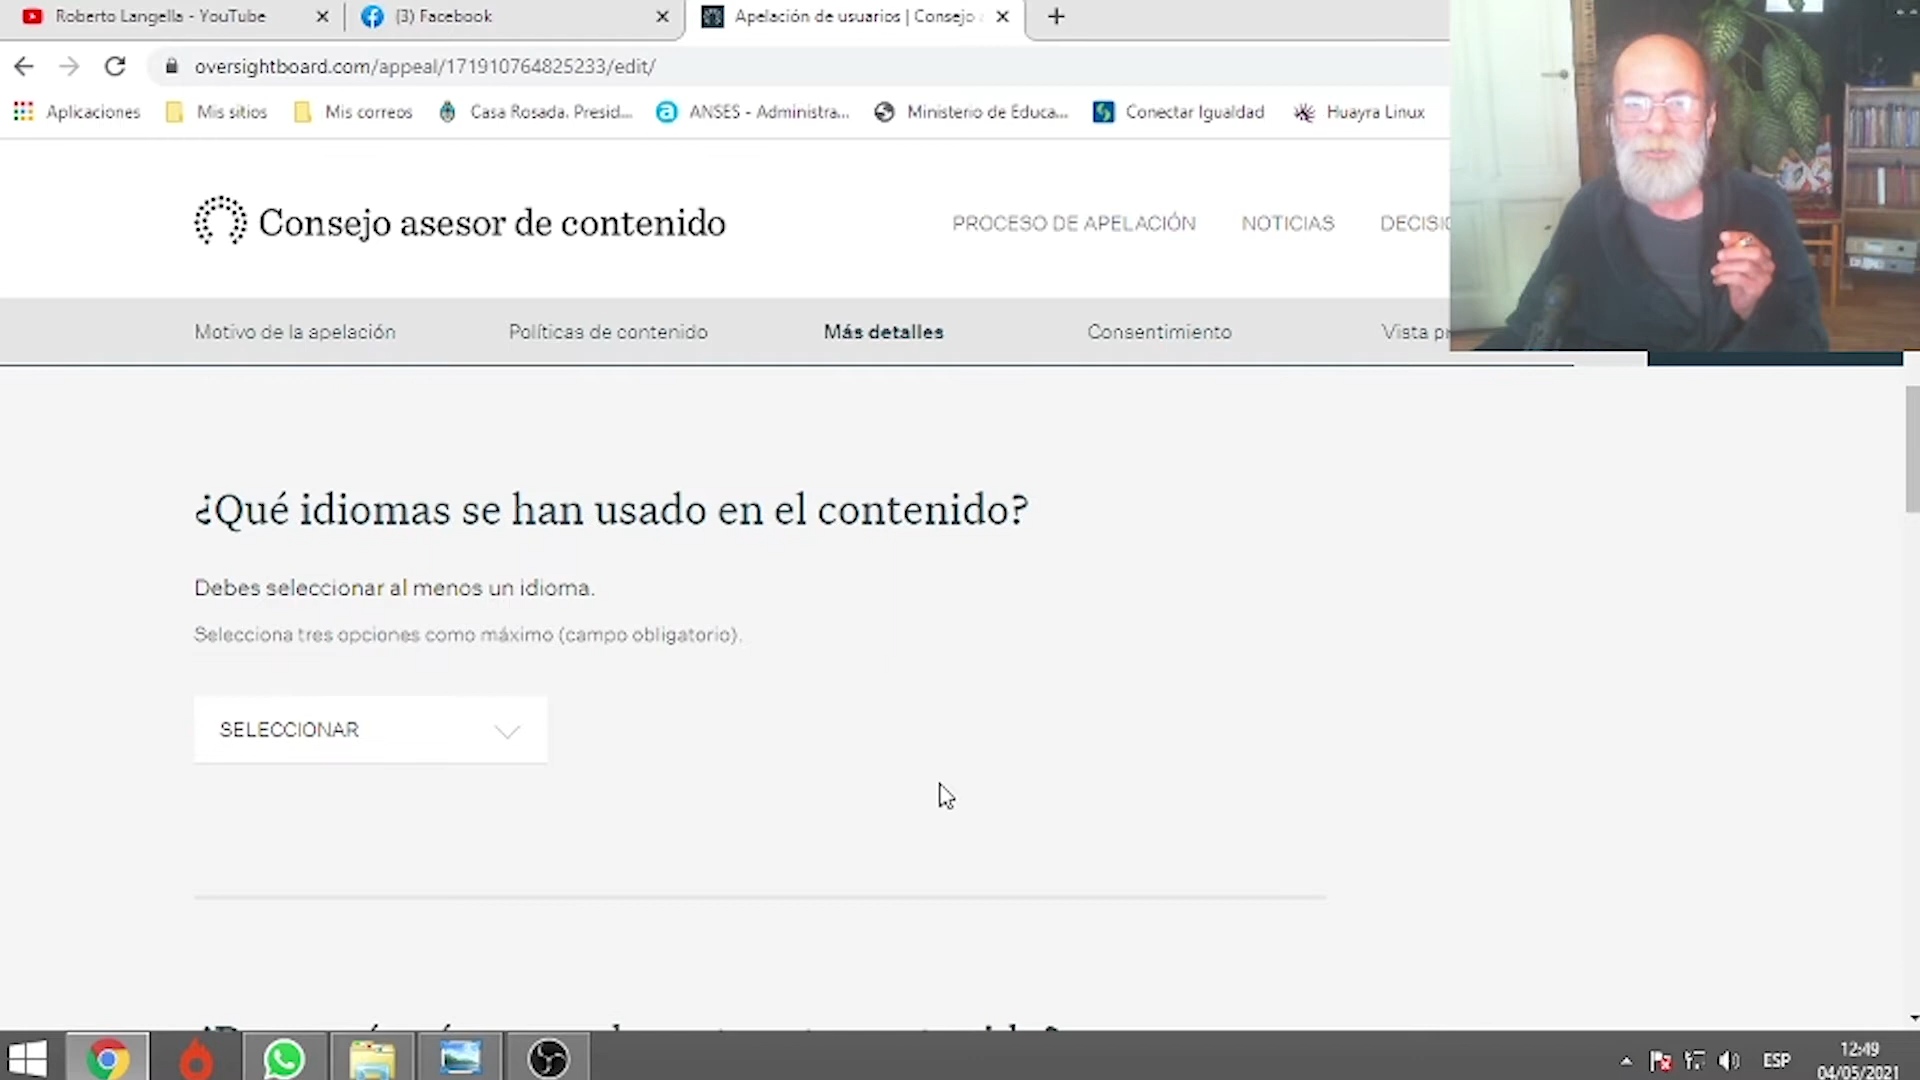 Roberto Langella - YouTube
(3) Facebook
Apelación de usuarios | Consejo
oversightboard.com/appeal/171910764825233/edit/
Aplicaciones
Mis sitios
Mis correos
Casa Rosada. Presid...
ANSES - Administra...
Ministerio de Educa...
Conectar Igualdad
Huayra Linux
Consejo asesor de contenido
PROCESO DE APELACIÓN
NOTICIAS
DECISIO
Motivo de la apelación
Políticas de contenido
Más detalles
Consentimiento
Vista pr
¿Qué idiomas se han usado en el contenido?
Debes seleccionar al menos un idioma.
Selecciona tres opciones como máximo (campo obligatorio).
SELECCIONAR
ESP
12:49
04/05/2021